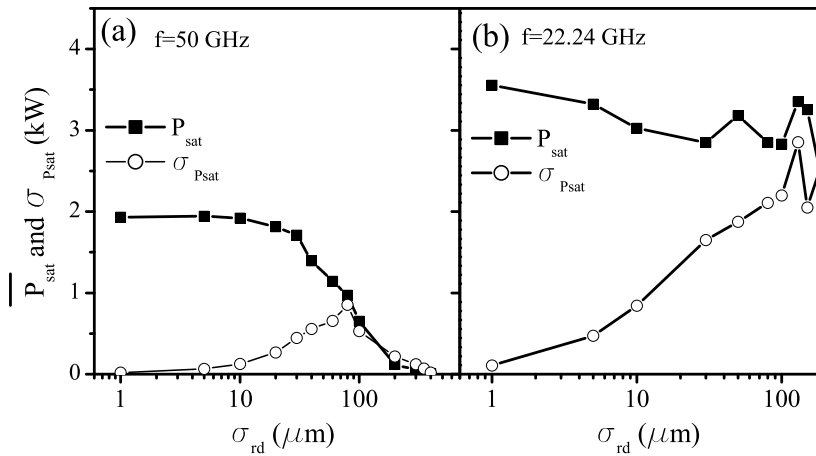 (a)
f=50 GHz
P_sat
σ_Psat
4
3
2
1
0
P̅_sat and σ_Psat (kW)
1
10
100
σ_rd (μm)
(b)
f=22.24 GHz
P_sat
σ_Psat
1
10
100
σ_rd (μm)